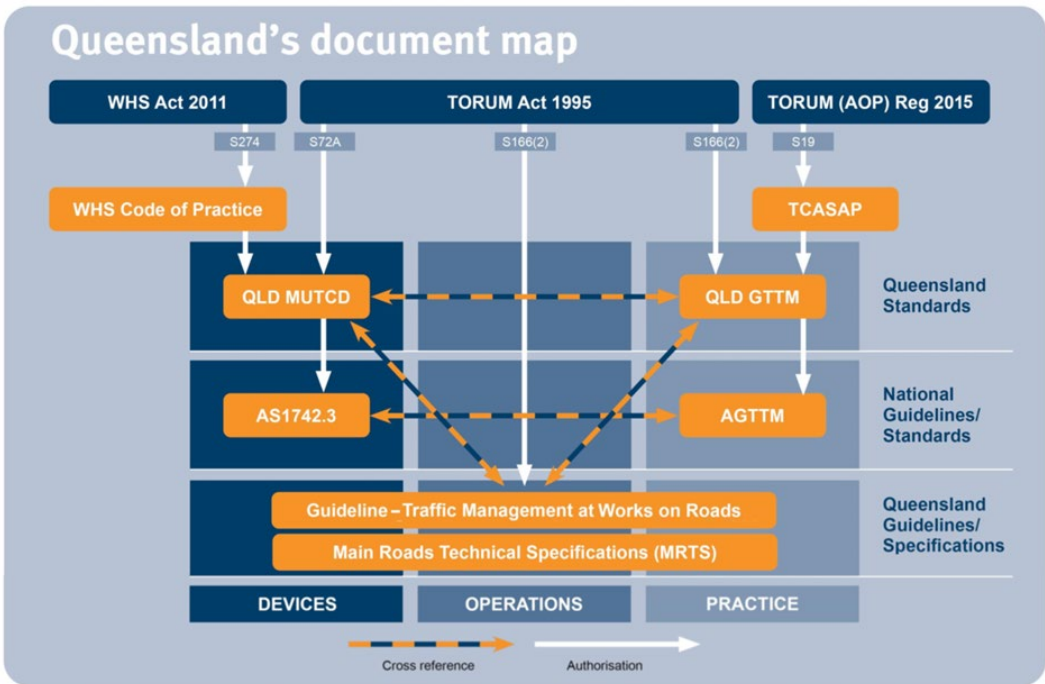 Queensland's document map
WHS Act 2011
TORUM Act 1995
TORUM (AOP) Reg 2015
S274
S72A
S166(2)
S166(2)
S19
WHS Code of Practice
TCASAP
QLD MUTCD
QLD GTTM
Queensland
Standards
AS1742.3
AGTTM
National
Guidelines/
Standards
Guideline – Traffic Management at Works on Roads
Main Roads Technical Specifications (MRTS)
Queensland
Guidelines/
Specifications
DEVICES
OPERATIONS
PRACTICE
Cross reference
Authorisation